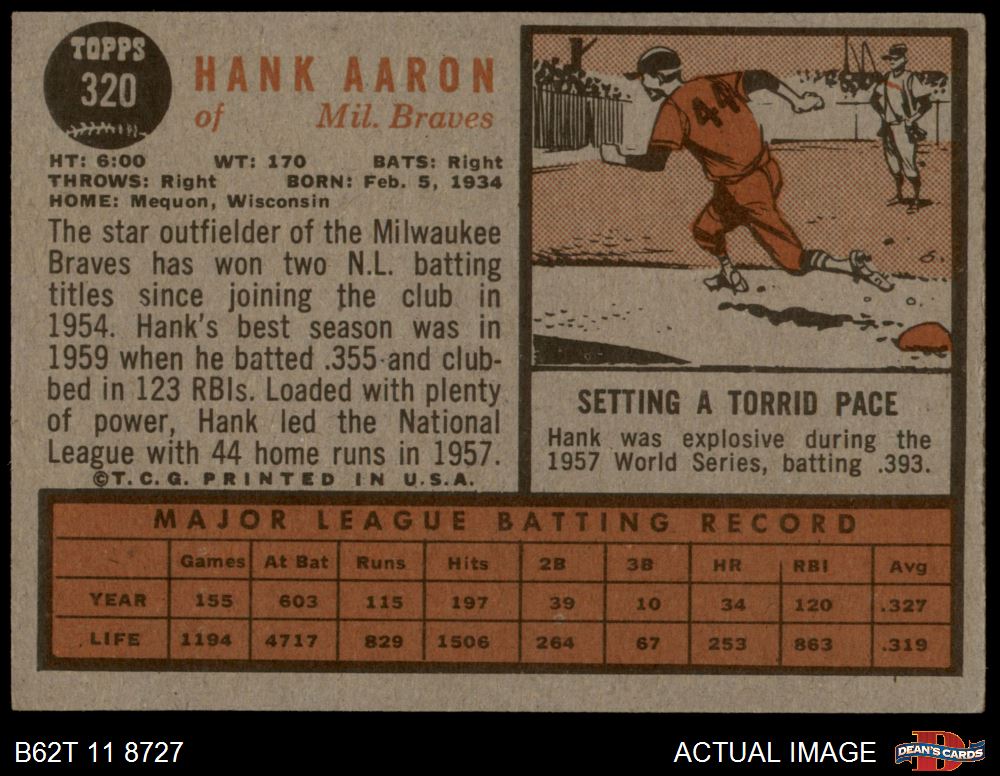 TOPPS
320
HANK AARON
of Mil. Braves
HT: 6:00 WT: 170 BATS: Right
THROWS: Right BORN: Feb. 5, 1934
HOME: Mequon, Wisconsin
The star outfielder of the Milwaukee
Braves has won two N.L. batting
titles since joining the club in
1954. Hank's best season was in
1959 when he batted .355 and club-
bed in 123 RBIs. Loaded with plenty
of power, Hank led the National
League with 44 home runs in 1957.
©T.C.G. PRINTED IN U.S.A.
44
SETTING A TORRID PACE
Hank was explosive during the
1957 World Series, batting .393.
MAJOR LEAGUE BATTING RECORD
Games At Bat Runs Hits 2B 3B HR RBI Avg
YEAR 155 603 115 197 39 10 34 120 .327
LIFE 1194 4717 829 1506 264 67 253 863 .319
B62T 11 8727
ACTUAL IMAGE
D
DEAN'S CARDS